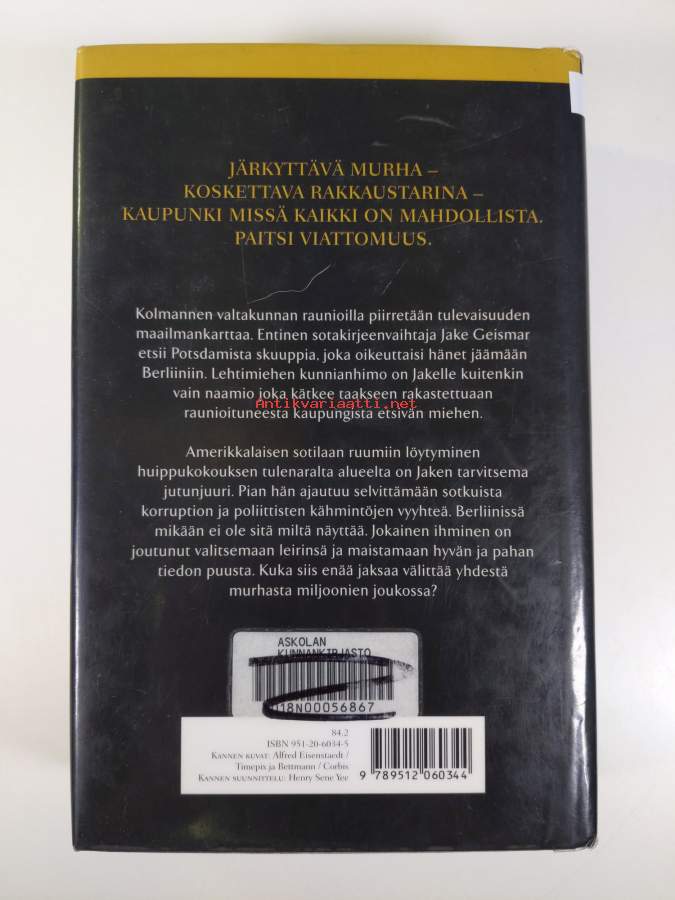 JÄRKYTTÄVÄ MURHA –
KOSKETTAVA RAKKAUSTARINA –
KAUPUNKI MISSÄ KAIKKI ON MAHDOLLISTA.
PAITSI VIATTOMUUS.
Kolmannen valtakunnan raunioilla piirretään tulevaisuuden
maailmankarttaa. Entinen sotakirjeenvaihtaja Jake Geismar
etsii Potsdamista skuuppia, joka oikeuttaisi hänet jäämään
Berliiniin. Lehtimiehen kunnianhimo on Jakelle kuitenkin
vain naamio joka kätkee taakseen rakastettuaan
Antikvariaatti.net
raunioituneesta kaupungista etsivän miehen.
Amerikkalaisen sotilaan ruumiin löytyminen
huippukokouksen tulenaralta alueelta on Jaken tarvitsema
jutunjuuri. Pian hän ajautuu selvittämään sotkuista
korruption ja poliittisten kähmintöjen vyyhteä. Berliinissä
mikään ei ole sitä miltä näyttää. Jokainen ihminen on
joutunut valitsemaan leirinsä ja maistamaan hyvän ja pahan
tiedon puusta. Kuka siis enää jaksaa välittää yhdestä
murhasta miljoonien joukossa?
ASKOLAN
KUNNANKIRJASTO
18N00056867
84.2
ISBN 951-20-6034-5
KANNEN KUVAT: Alfred Eisenstaedt /
Timepix ja Bettmann / Corbis
KANNEN SUUNNITTELU: Henry Sene Yee
9 789512 060344